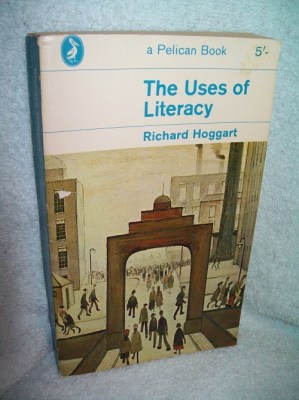 a Pelican Book
5/-
The Uses of
Literacy
Richard Hoggart